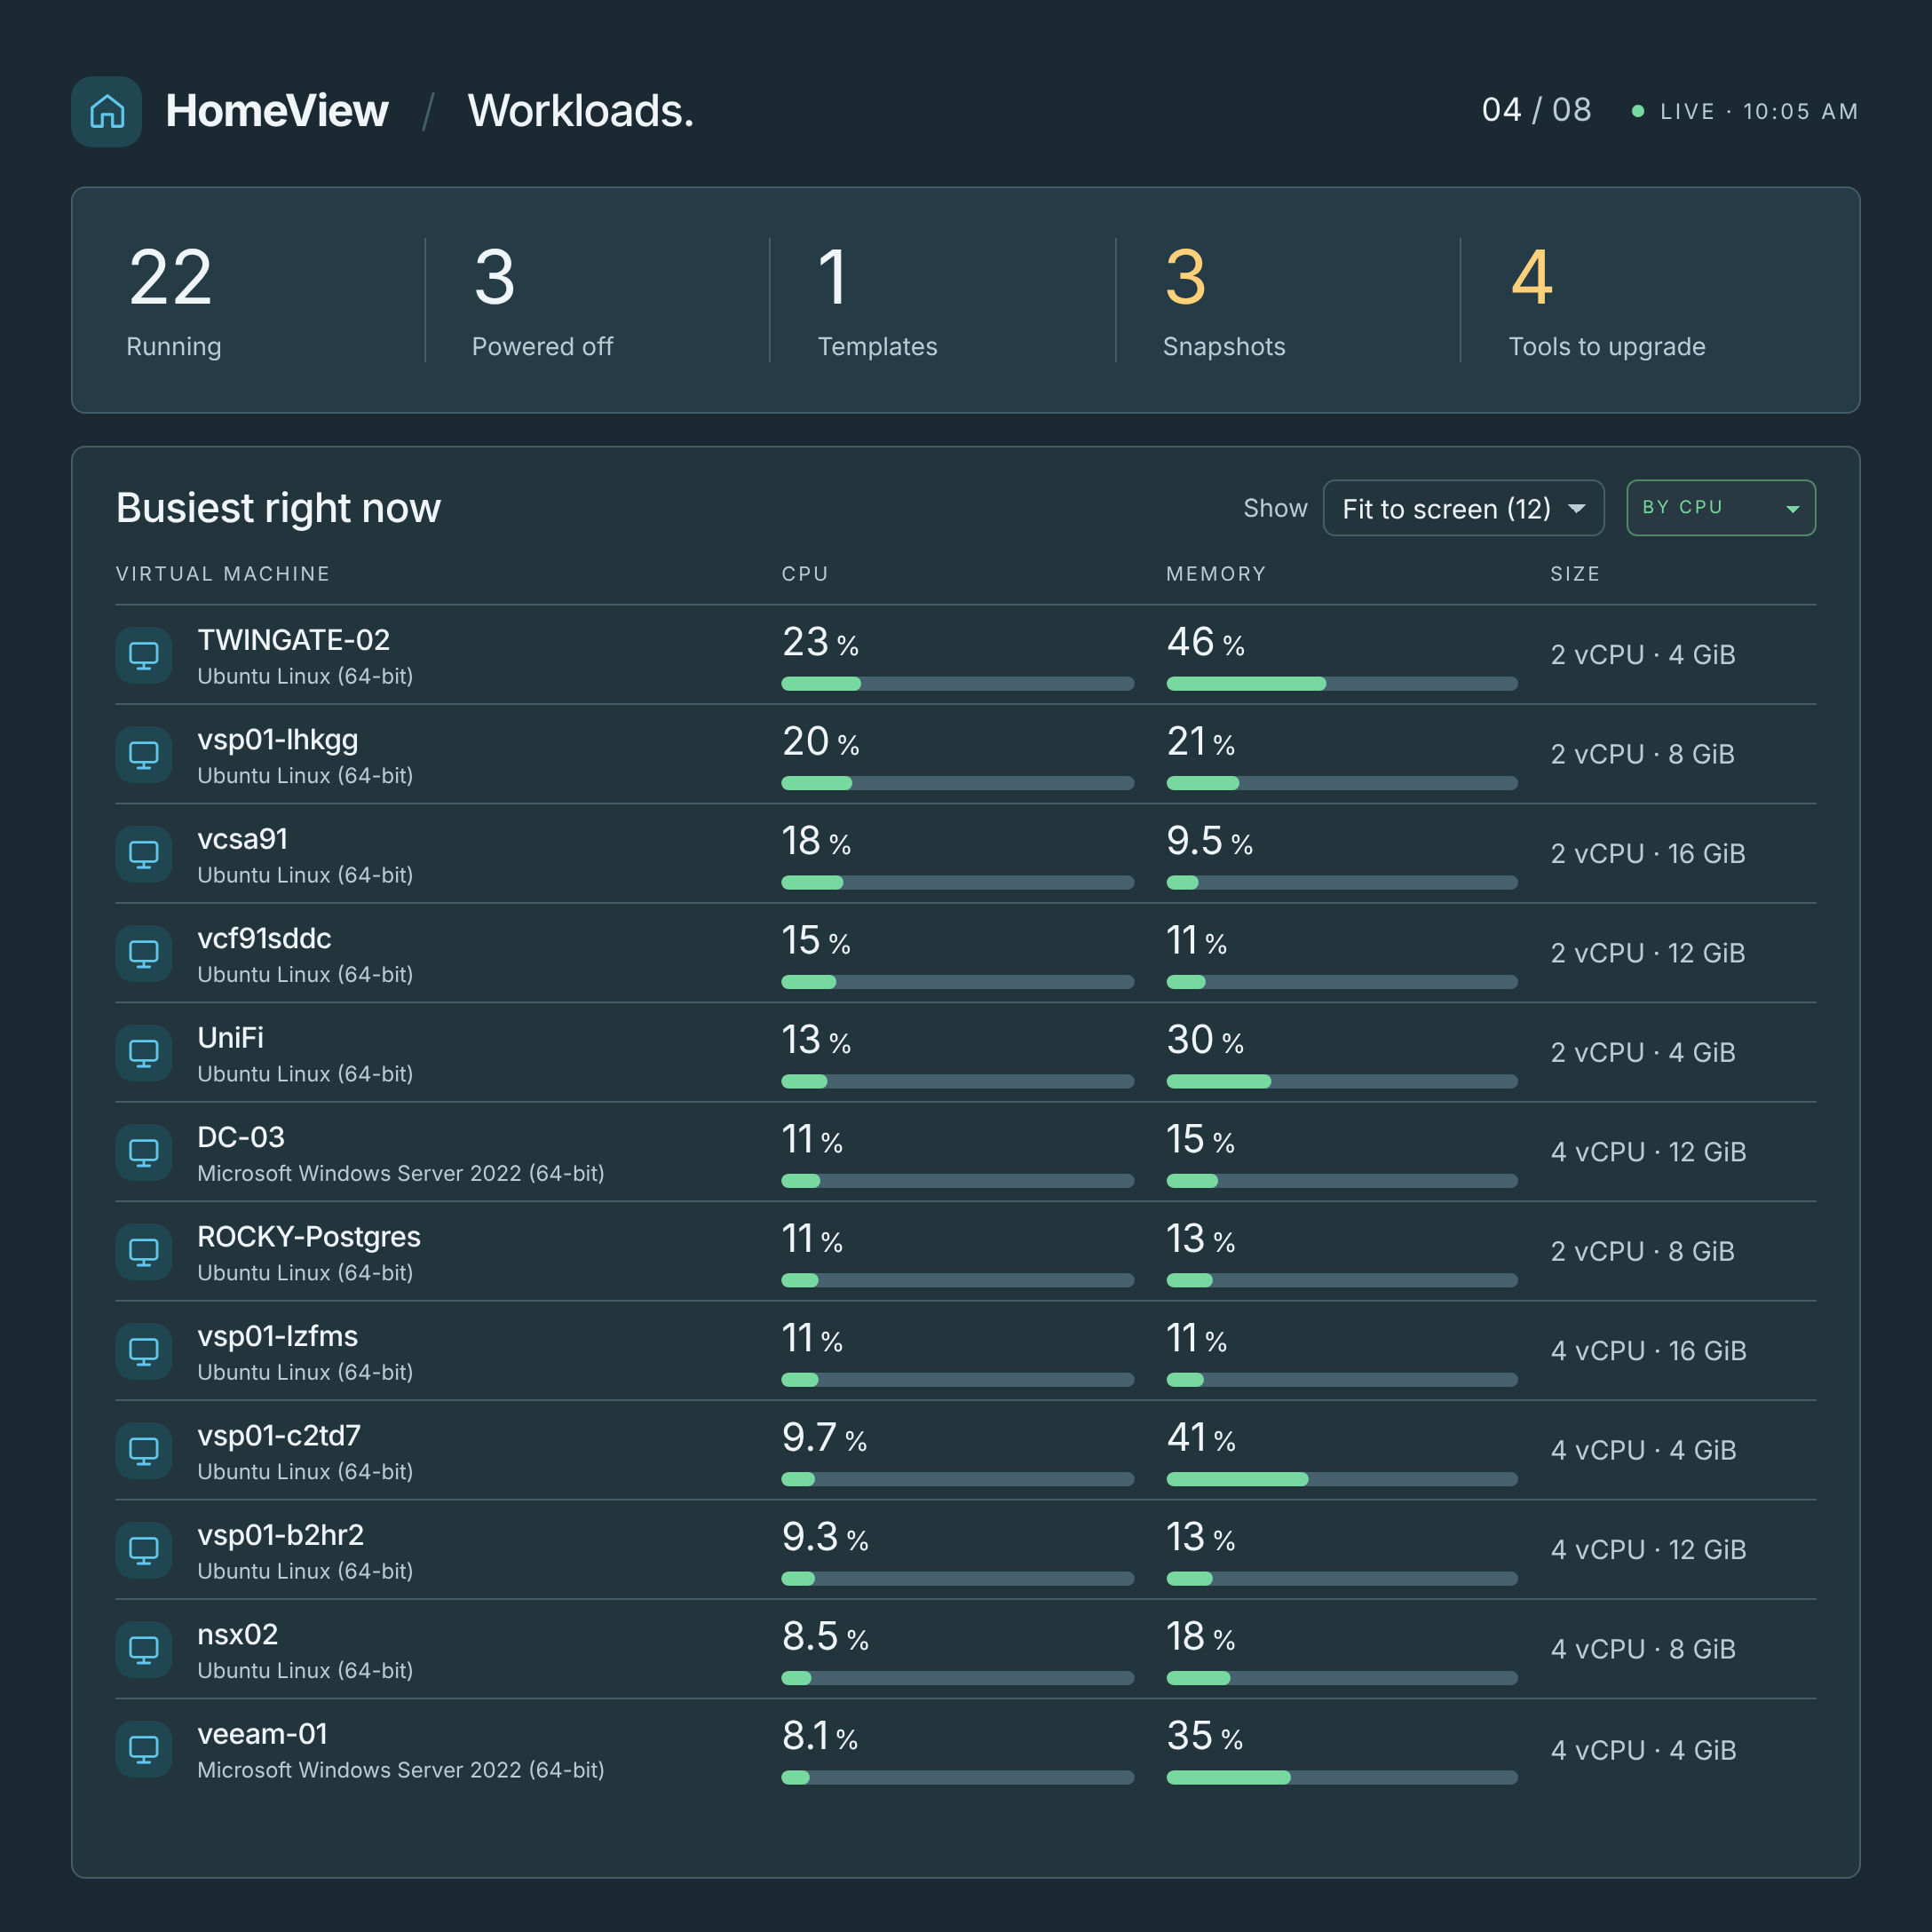 HomeView / Workloads.
04 / 08
LIVE · 10:05 AM
22
Running
3
Powered off
1
Templates
3
Snapshots
4
Tools to upgrade
Busiest right now
Show
Fit to screen (12)
BY CPU
VIRTUAL MACHINE CPU MEMORY SIZE
TWINGATE-02
Ubuntu Linux (64-bit)
23 %
46 %
2 vCPU · 4 GiB
vsp01-lhkgg
Ubuntu Linux (64-bit)
20 %
21 %
2 vCPU · 8 GiB
vcsa91
Ubuntu Linux (64-bit)
18 %
9.5 %
2 vCPU · 16 GiB
vcf91sddc
Ubuntu Linux (64-bit)
15 %
11 %
2 vCPU · 12 GiB
UniFi
Ubuntu Linux (64-bit)
13 %
30 %
2 vCPU · 4 GiB
DC-03
Microsoft Windows Server 2022 (64-bit)
11 %
15 %
4 vCPU · 12 GiB
ROCKY-Postgres
Ubuntu Linux (64-bit)
11 %
13 %
2 vCPU · 8 GiB
vsp01-lzfms
Ubuntu Linux (64-bit)
11 %
11 %
4 vCPU · 16 GiB
vsp01-c2td7
Ubuntu Linux (64-bit)
9.7 %
41 %
4 vCPU · 4 GiB
vsp01-b2hr2
Ubuntu Linux (64-bit)
9.3 %
13 %
4 vCPU · 12 GiB
nsx02
Ubuntu Linux (64-bit)
8.5 %
18 %
4 vCPU · 8 GiB
veeam-01
Microsoft Windows Server 2022 (64-bit)
8.1 %
35 %
4 vCPU · 4 GiB